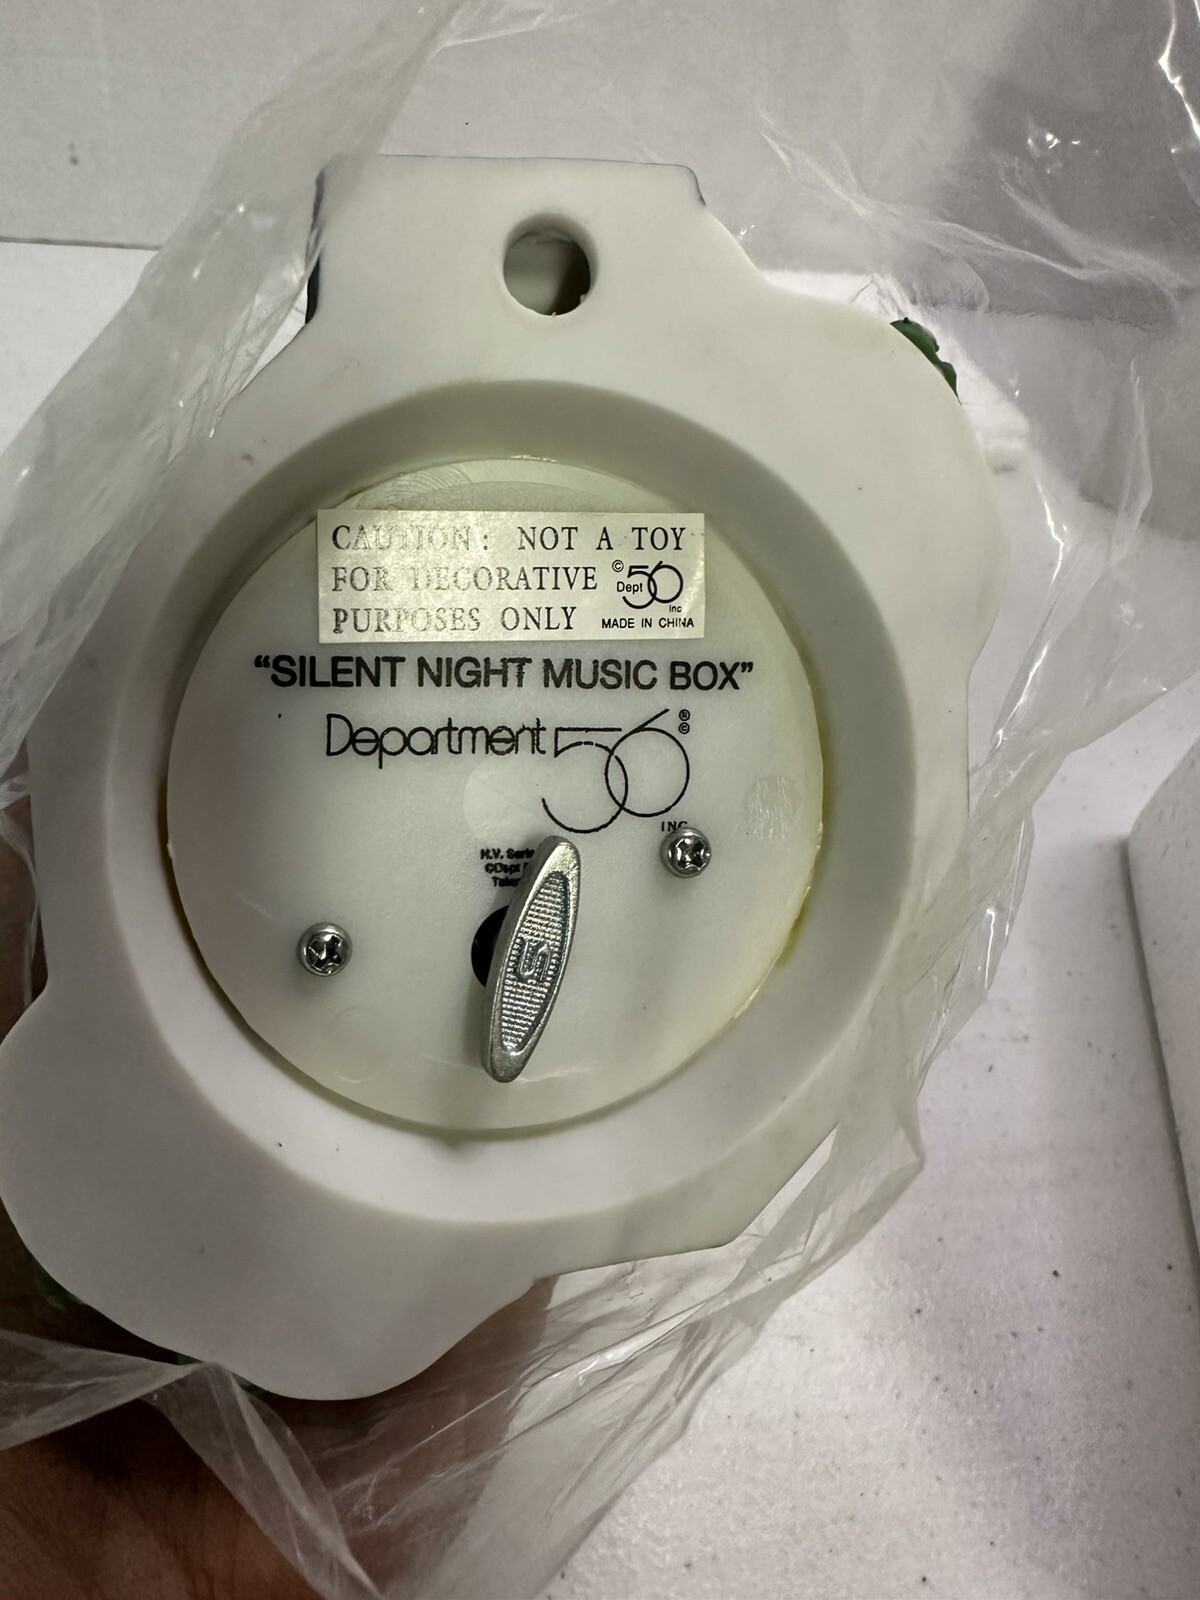 CAUTION: NOT A TOY
FOR DECORATIVE
PURPOSES ONLY
© Dept 56 Inc
MADE IN CHINA
“SILENT NIGHT MUSIC BOX”
Department 56 ® ©
INC
H.V.
©Dept
S